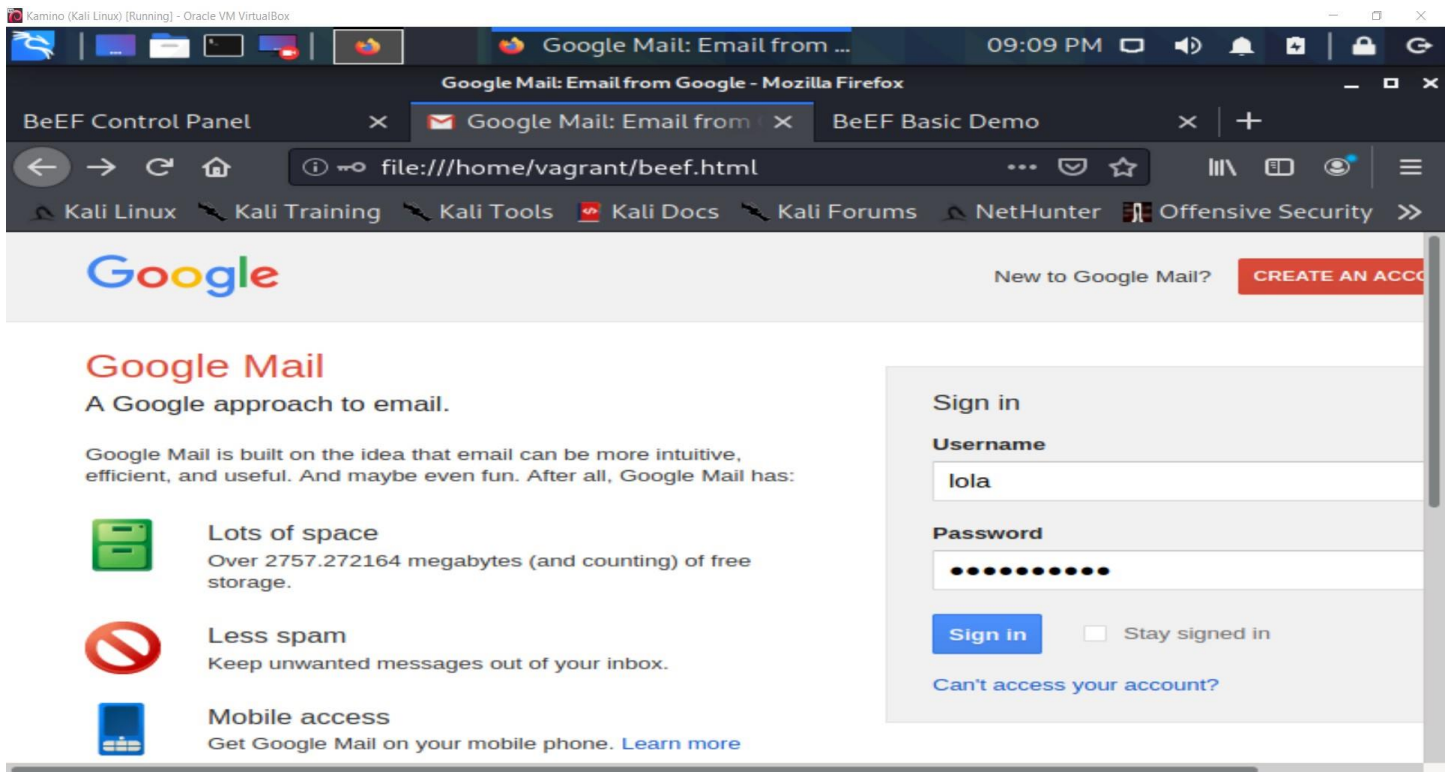 Kamino (Kali Linux) [Running] - Oracle VM VirtualBox
Google Mail: Email from ...
09:09 PM
Google Mail: Email from Google - Mozilla Firefox
BeEF Control Panel
Google Mail: Email from
BeEF Basic Demo
file:///home/vagrant/beef.html
Kali Linux
Kali Training
Kali Tools
Kali Docs
Kali Forums
NetHunter
Offensive Security
Google
New to Google Mail?
CREATE AN ACCO
Google Mail
A Google approach to email.
Google Mail is built on the idea that email can be more intuitive,
efficient, and useful. And maybe even fun. After all, Google Mail has:
Lots of space
Over 2757.272164 megabytes (and counting) of free
storage.
Less spam
Keep unwanted messages out of your inbox.
Mobile access
Get Google Mail on your mobile phone. Learn more
Sign in
Username
lola
Password
••••••••••
Sign in
Stay signed in
Can't access your account?